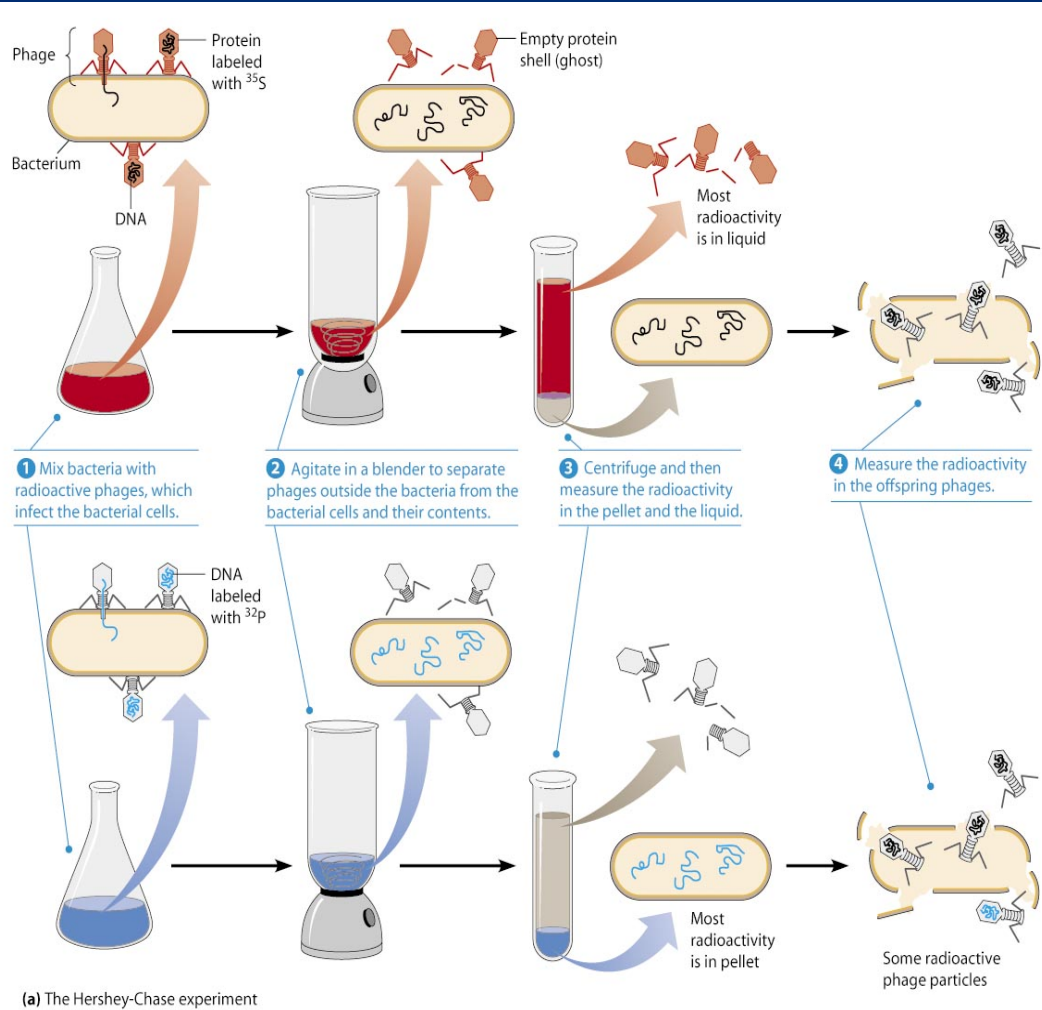 Phage
Protein
labeled
with ³⁵S
Empty protein
shell (ghost)
Bacterium
DNA
Most
radioactivity
is in liquid
1 Mix bacteria with
radioactive phages, which
infect the bacterial cells.
2 Agitate in a blender to separate
phages outside the bacteria from the
bacterial cells and their contents.
3 Centrifuge and then
measure the radioactivity
in the pellet and the liquid.
4 Measure the radioactivity
in the offspring phages.
DNA
labeled
with ³²P
Most
radioactivity
is in pellet
Some radioactive
phage particles
(a) The Hershey-Chase experiment